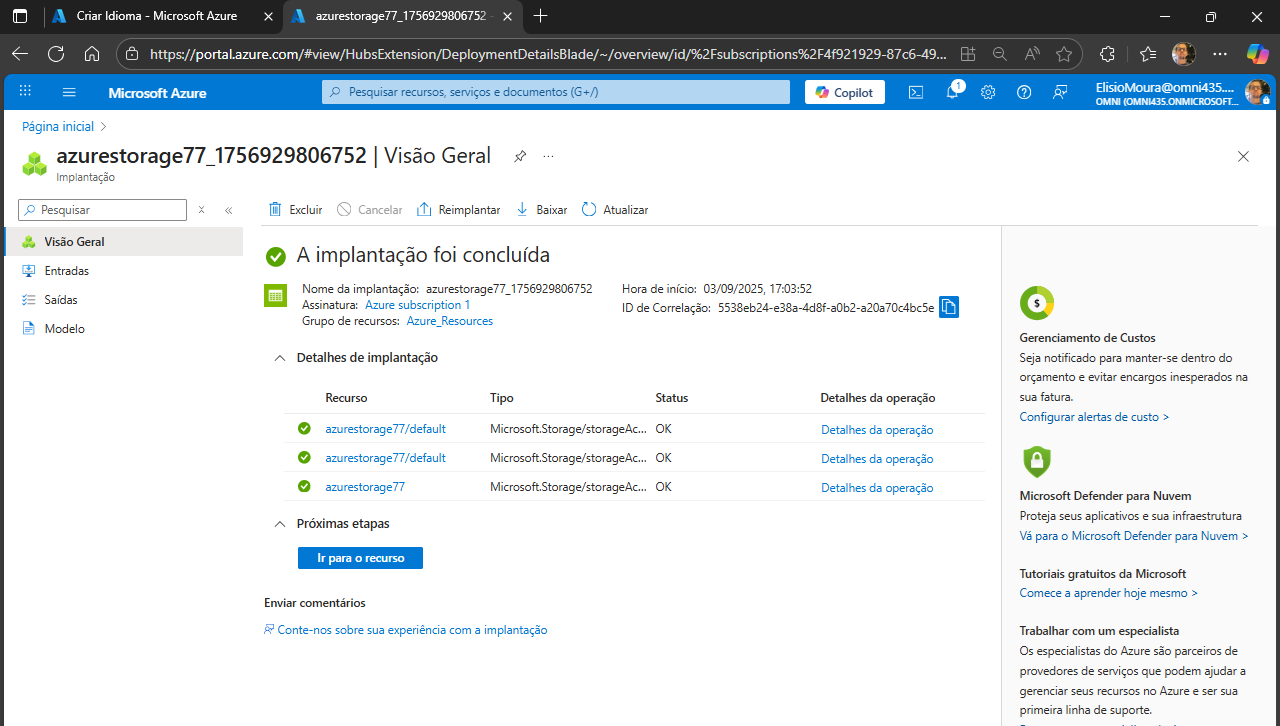 Criar Idioma - Microsoft Azure
azurestorage77_1756929806752 -
https://portal.azure.com/#view/HubsExtension/DeploymentDetailsBlade/~/overview/id/%2Fsubscriptions%2F4f921929-87c6-49...
Microsoft Azure
Pesquisar recursos, serviços e documentos (G+/)
Copilot
1
ElisioMoura@omni435....
OMNI (OMNI435.ONMICROSOFT...
Página inicial
azurestorage77_1756929806752 | Visão Geral
Implantação
Pesquisar
Visão Geral
Entradas
Saídas
Modelo
Excluir Cancelar Reimplantar Baixar Atualizar
A implantação foi concluída
Nome da implantação: azurestorage77_1756929806752
Assinatura: Azure subscription 1
Grupo de recursos: Azure_Resources
Hora de início: 03/09/2025, 17:03:52
ID de Correlação: 5538eb24-e38a-4d8f-a0b2-a20a70c4bc5e
Detalhes de implantação
Recurso Tipo Status Detalhes da operação
azurestorage77/default Microsoft.Storage/storageAc... OK Detalhes da operação
azurestorage77/default Microsoft.Storage/storageAc... OK Detalhes da operação
azurestorage77 Microsoft.Storage/storageAc... OK Detalhes da operação
Próximas etapas
Ir para o recurso
Enviar comentários
Conte-nos sobre sua experiência com a implantação
$
Gerenciamento de Custos
Seja notificado para manter-se dentro do
orçamento e evitar encargos inesperados na
sua fatura.
Configurar alertas de custo >
Microsoft Defender para Nuvem
Proteja seus aplicativos e sua infraestrutura
Vá para o Microsoft Defender para Nuvem >
Tutoriais gratuitos da Microsoft
Comece a aprender hoje mesmo >
Trabalhar com um especialista
Os especialistas do Azure são parceiros de
provedores de serviços que podem ajudar a
gerenciar seus recursos no Azure e ser sua
primeira linha de suporte.